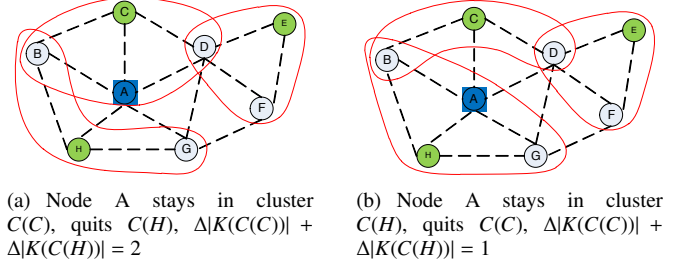 C
E
B
D
A
F
H
G
C
E
B
D
A
F
H
G
(a) Node A stays in cluster
C(C), quits C(H), Δ|K(C(C))| +
Δ|K(C(H))| = 2
(b) Node A stays in cluster
C(H), quits C(C), Δ|K(C(C))| +
Δ|K(C(H))| = 1